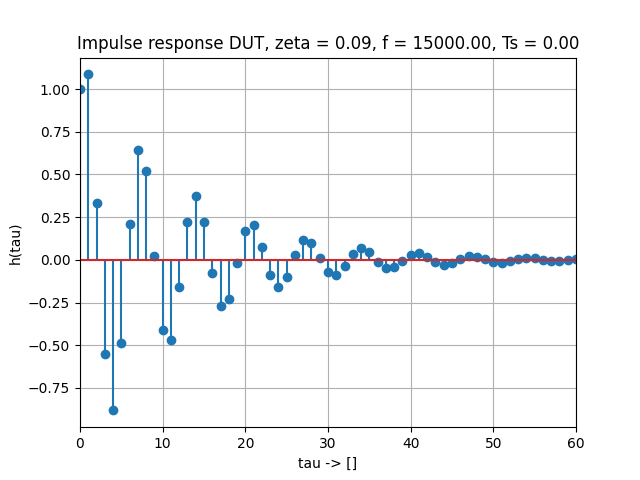 Impulse response DUT, zeta = 0.09, f = 15000.00, Ts = 0.00
h(tau)
1.00
0.75
0.50
0.25
0.00
−0.25
−0.50
−0.75
0 10 20 30 40 50 60
tau -> []